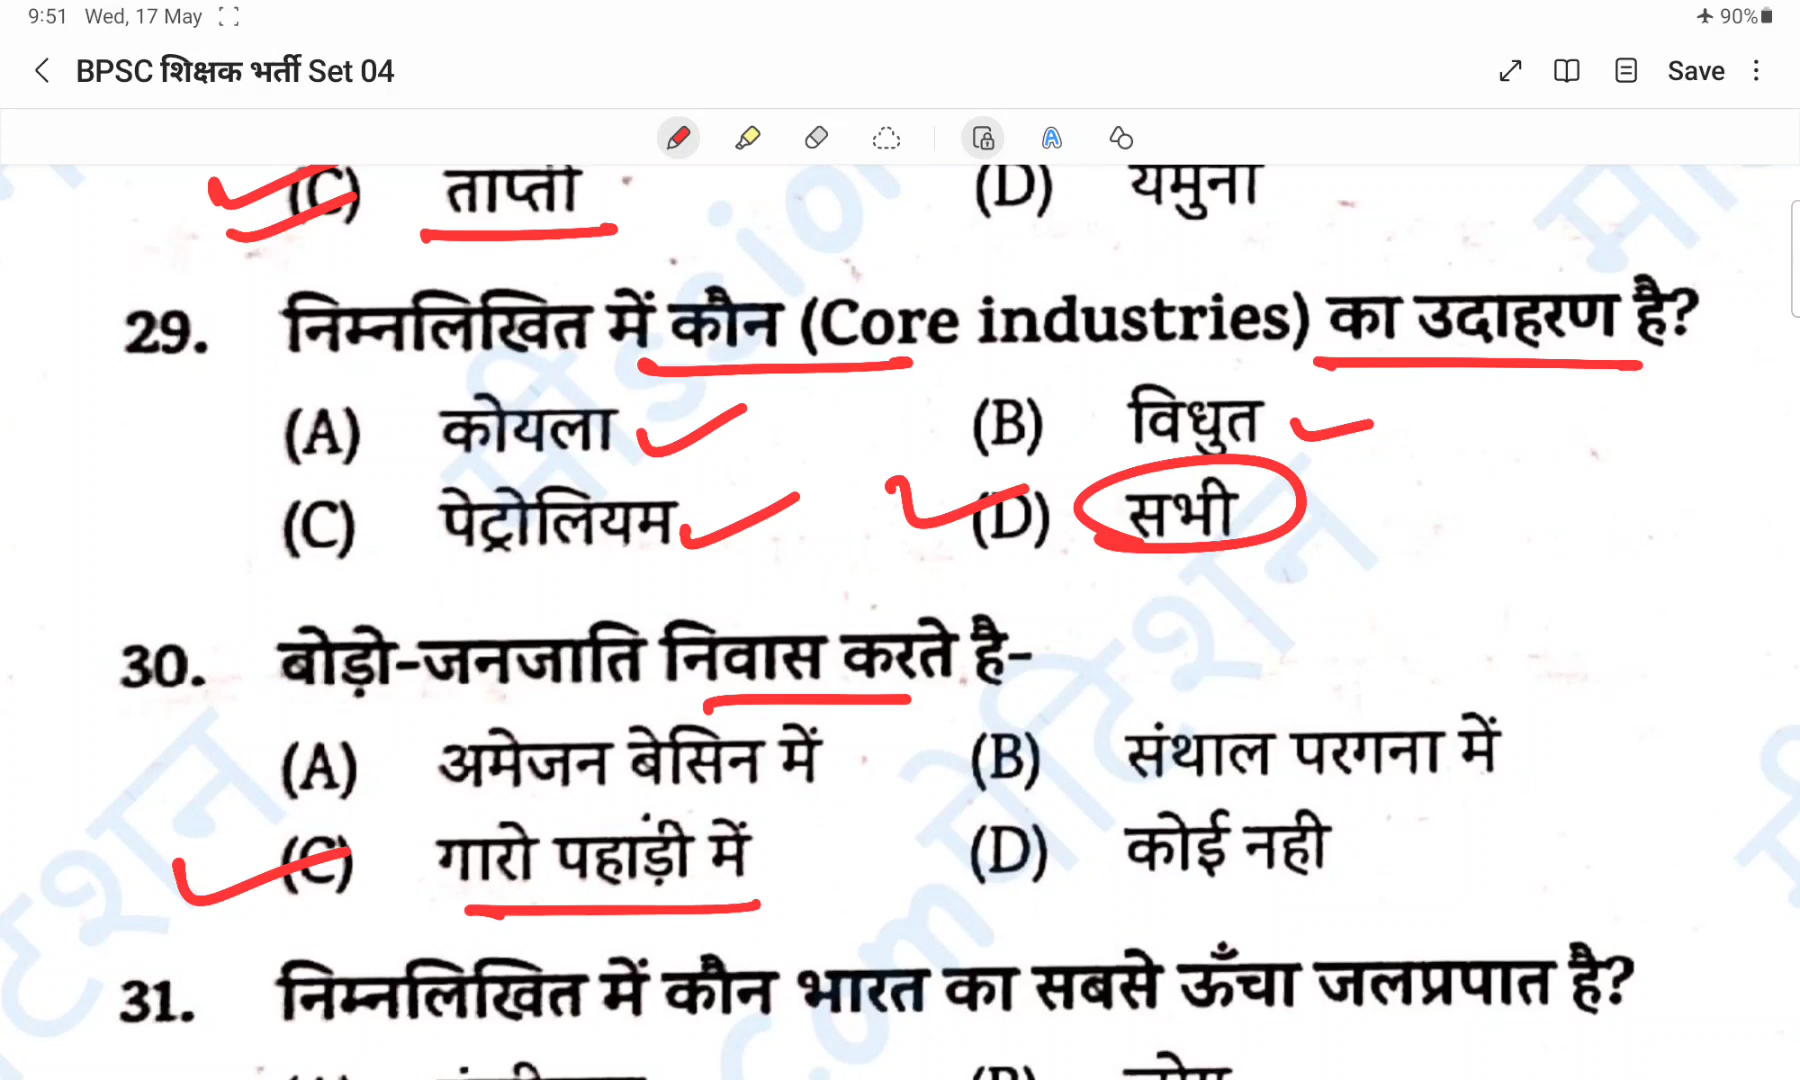 9:51 Wed, 17 May 90%
BPSC शिक्षक भर्ती Set 04 Save
(C) ताप्ती (D) यमुना
29. निम्नलिखित में कौन (Core industries) का उदाहरण है?
(A) कोयला (B) विधुत
(C) पेट्रोलियम (D) सभी
30. बोड़ो-जनजाति निवास करते है-
(A) अमेजन बेसिन में (B) संथाल परगना में
(C) गारो पहांड़ी में (D) कोई नही
31. निम्नलिखित में कौन भारत का सबसे ऊँचा जलप्रपात है?